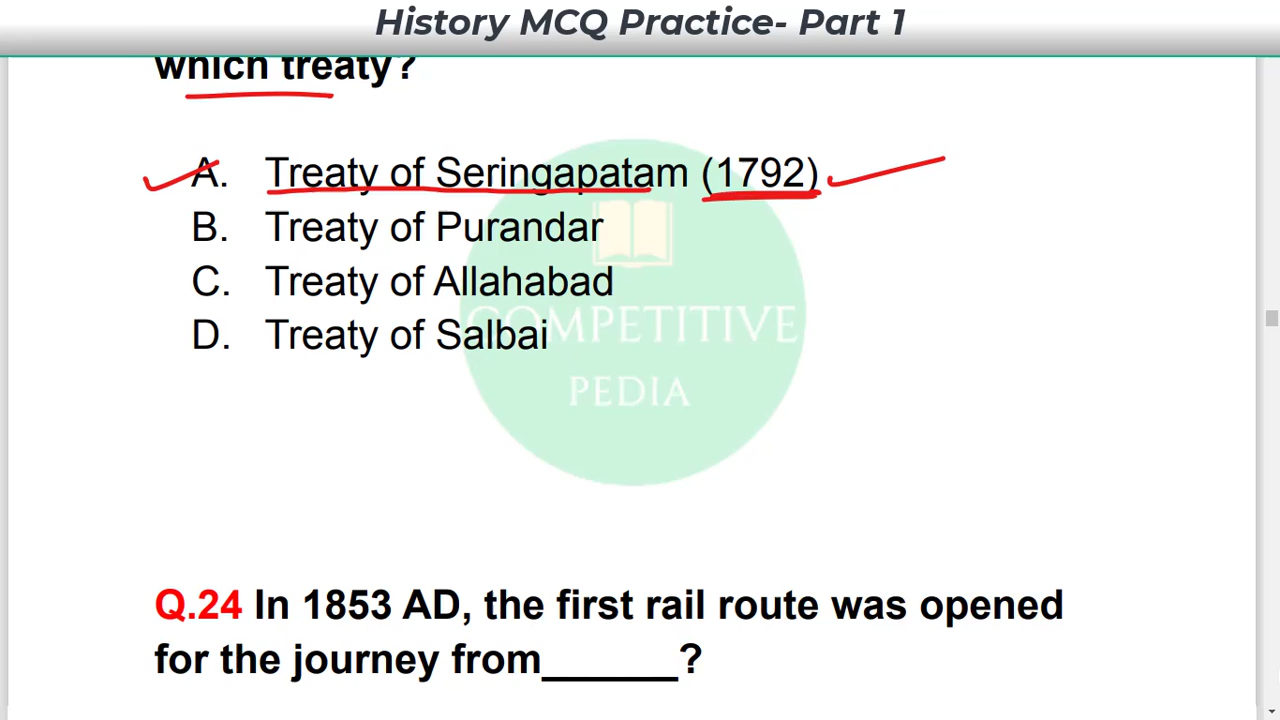 History MCQ Practice- Part 1
which treaty?
A. Treaty of Seringapatam (1792)
B. Treaty of Purandar
C. Treaty of Allahabad
D. Treaty of Salbai
COMPETITIVE
PEDIA
Q.24 In 1853 AD, the first rail route was opened
for the journey from______?